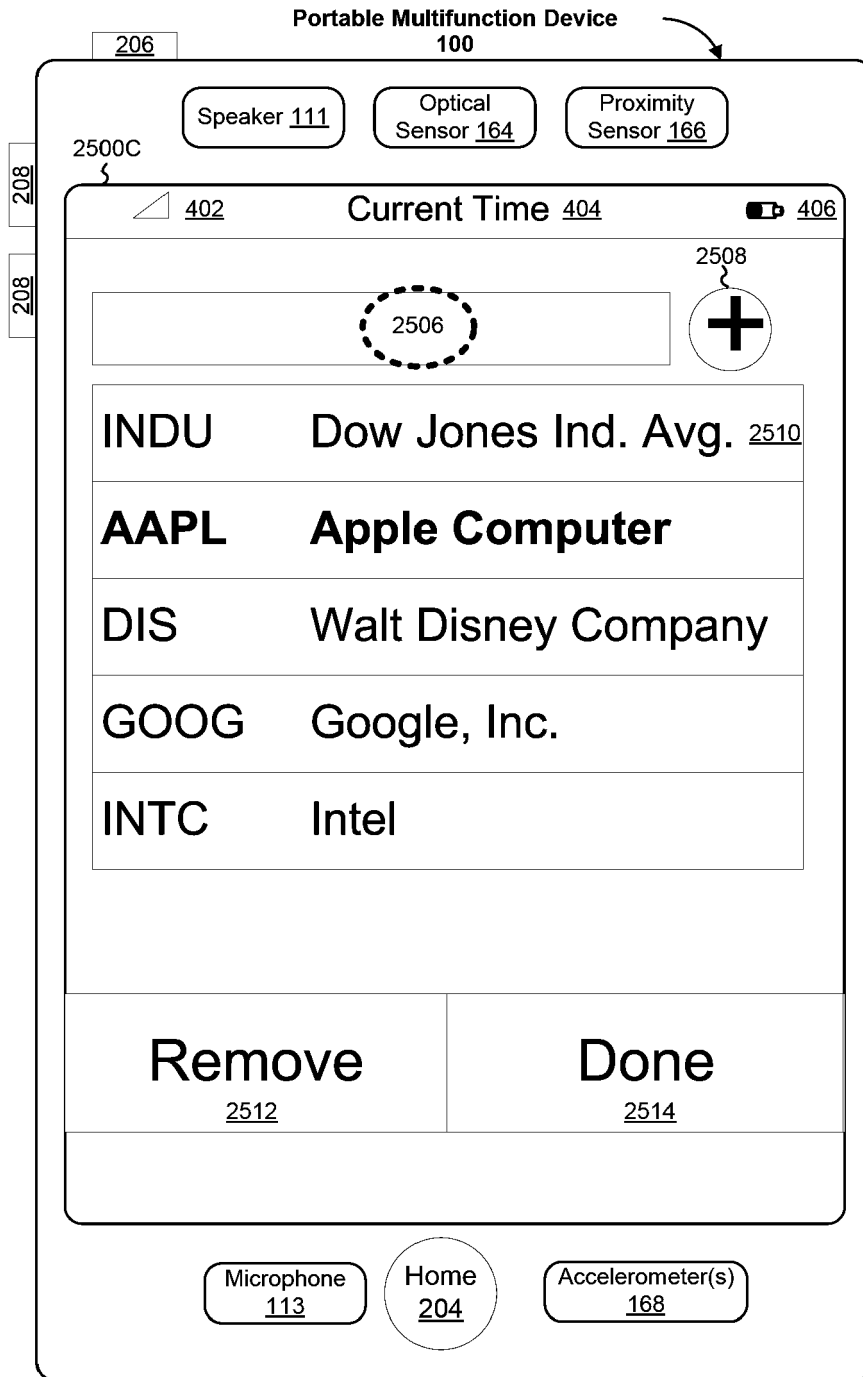 Portable Multifunction Device
100
206
Speaker 111
Optical
Sensor 164
Proximity
Sensor 166
208
208
2500C
402 Current Time 404 406
2506
2508
INDU Dow Jones Ind. Avg. 2510
AAPL Apple Computer
DIS Walt Disney Company
GOOG Google, Inc.
INTC Intel
Remove
2512
Done
2514
Microphone
113
Home
204
Accelerometer(s)
168